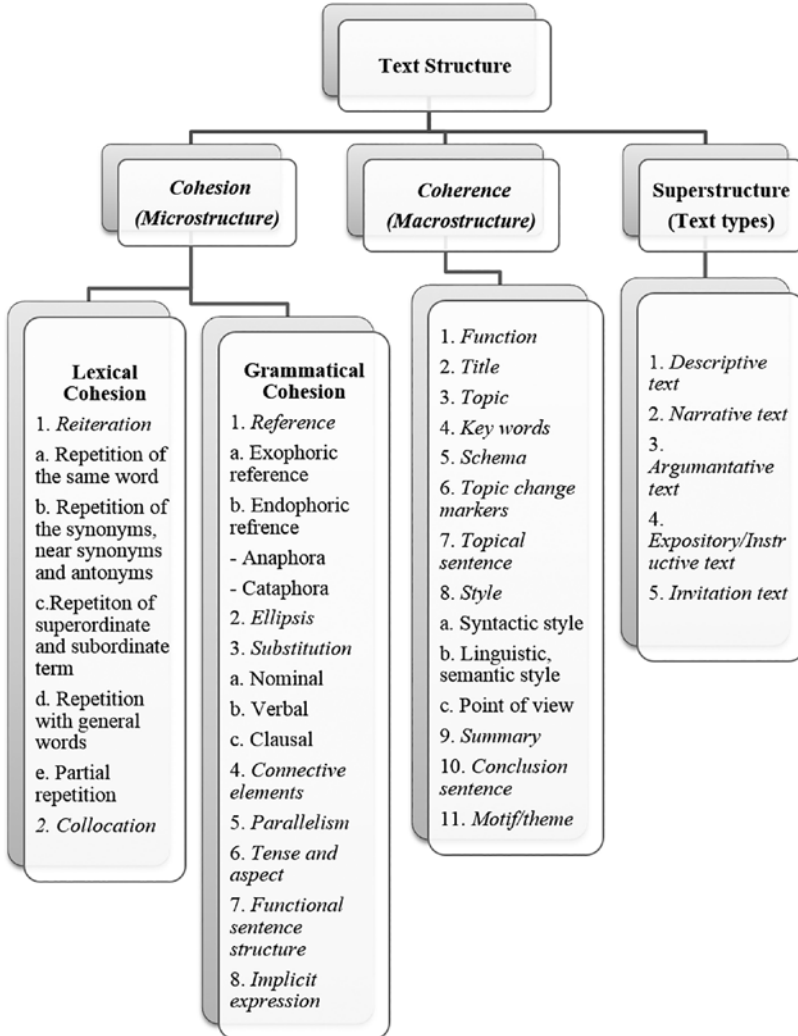 Text Structure
Cohesion
(Microstructure)
Coherence
(Macrostructure)
Superstructure
(Text types)
Lexical
Cohesion
1. Reiteration
a. Repetition of
the same word
b. Repetition of
the synonyms,
near synonyms
and antonyms
c.Repetiton of
superordinate
and subordinate
term
d. Repetition
with general
words
e. Partial
repetition
2. Collocation
Grammatical
Cohesion
1. Reference
a. Exophoric
reference
b. Endophoric
refrence
- Anaphora
- Cataphora
2. Ellipsis
3. Substitution
a. Nominal
b. Verbal
c. Clausal
4. Connective
elements
5. Parallelism
6. Tense and
aspect
7. Functional
sentence
structure
8. Implicit
expression
1. Function
2. Title
3. Topic
4. Key words
5. Schema
6. Topic change
markers
7. Topical
sentence
8. Style
a. Syntactic style
b. Linguistic,
semantic style
c. Point of view
9. Summary
10. Conclusion
sentence
11. Motif/theme
1. Descriptive
text
2. Narrative text
3.
Argumantative
text
4.
Expository/Instr
uctive text
5. Invitation text